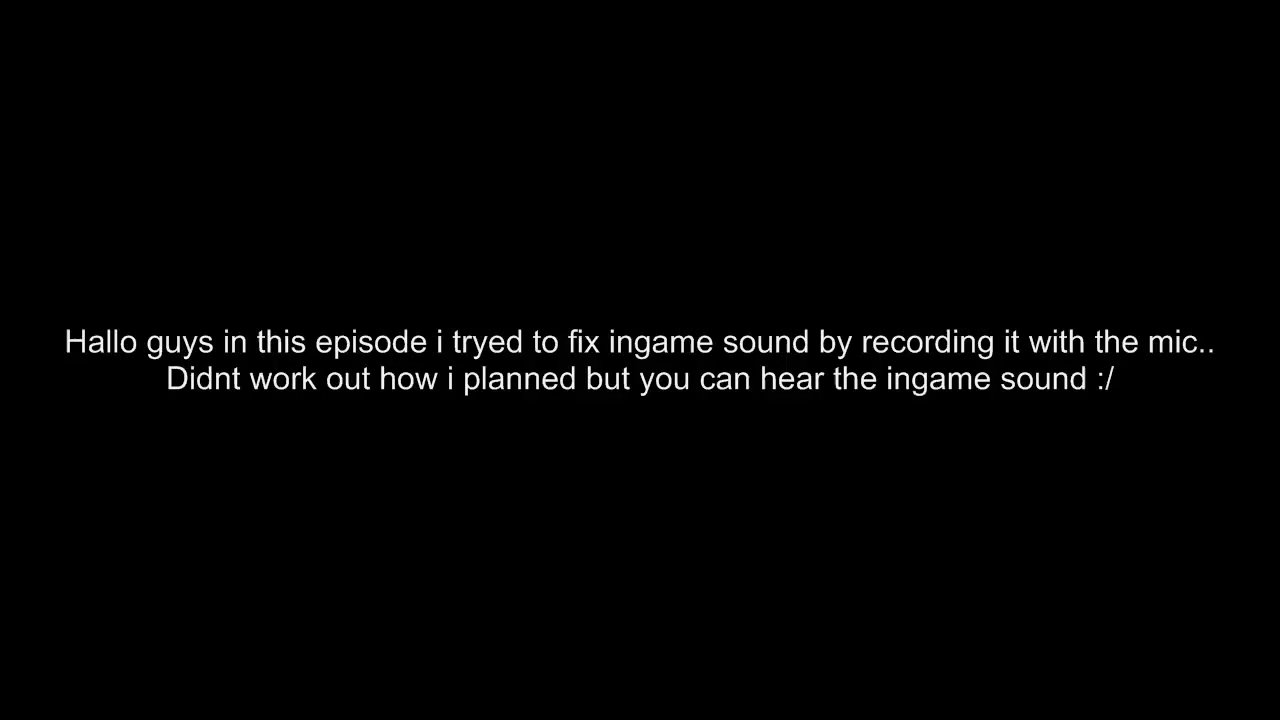 Hallo guys in this episode i tryed to fix ingame sound by recording it with the mic..
Didnt work out how i planned but you can hear the ingame sound :/